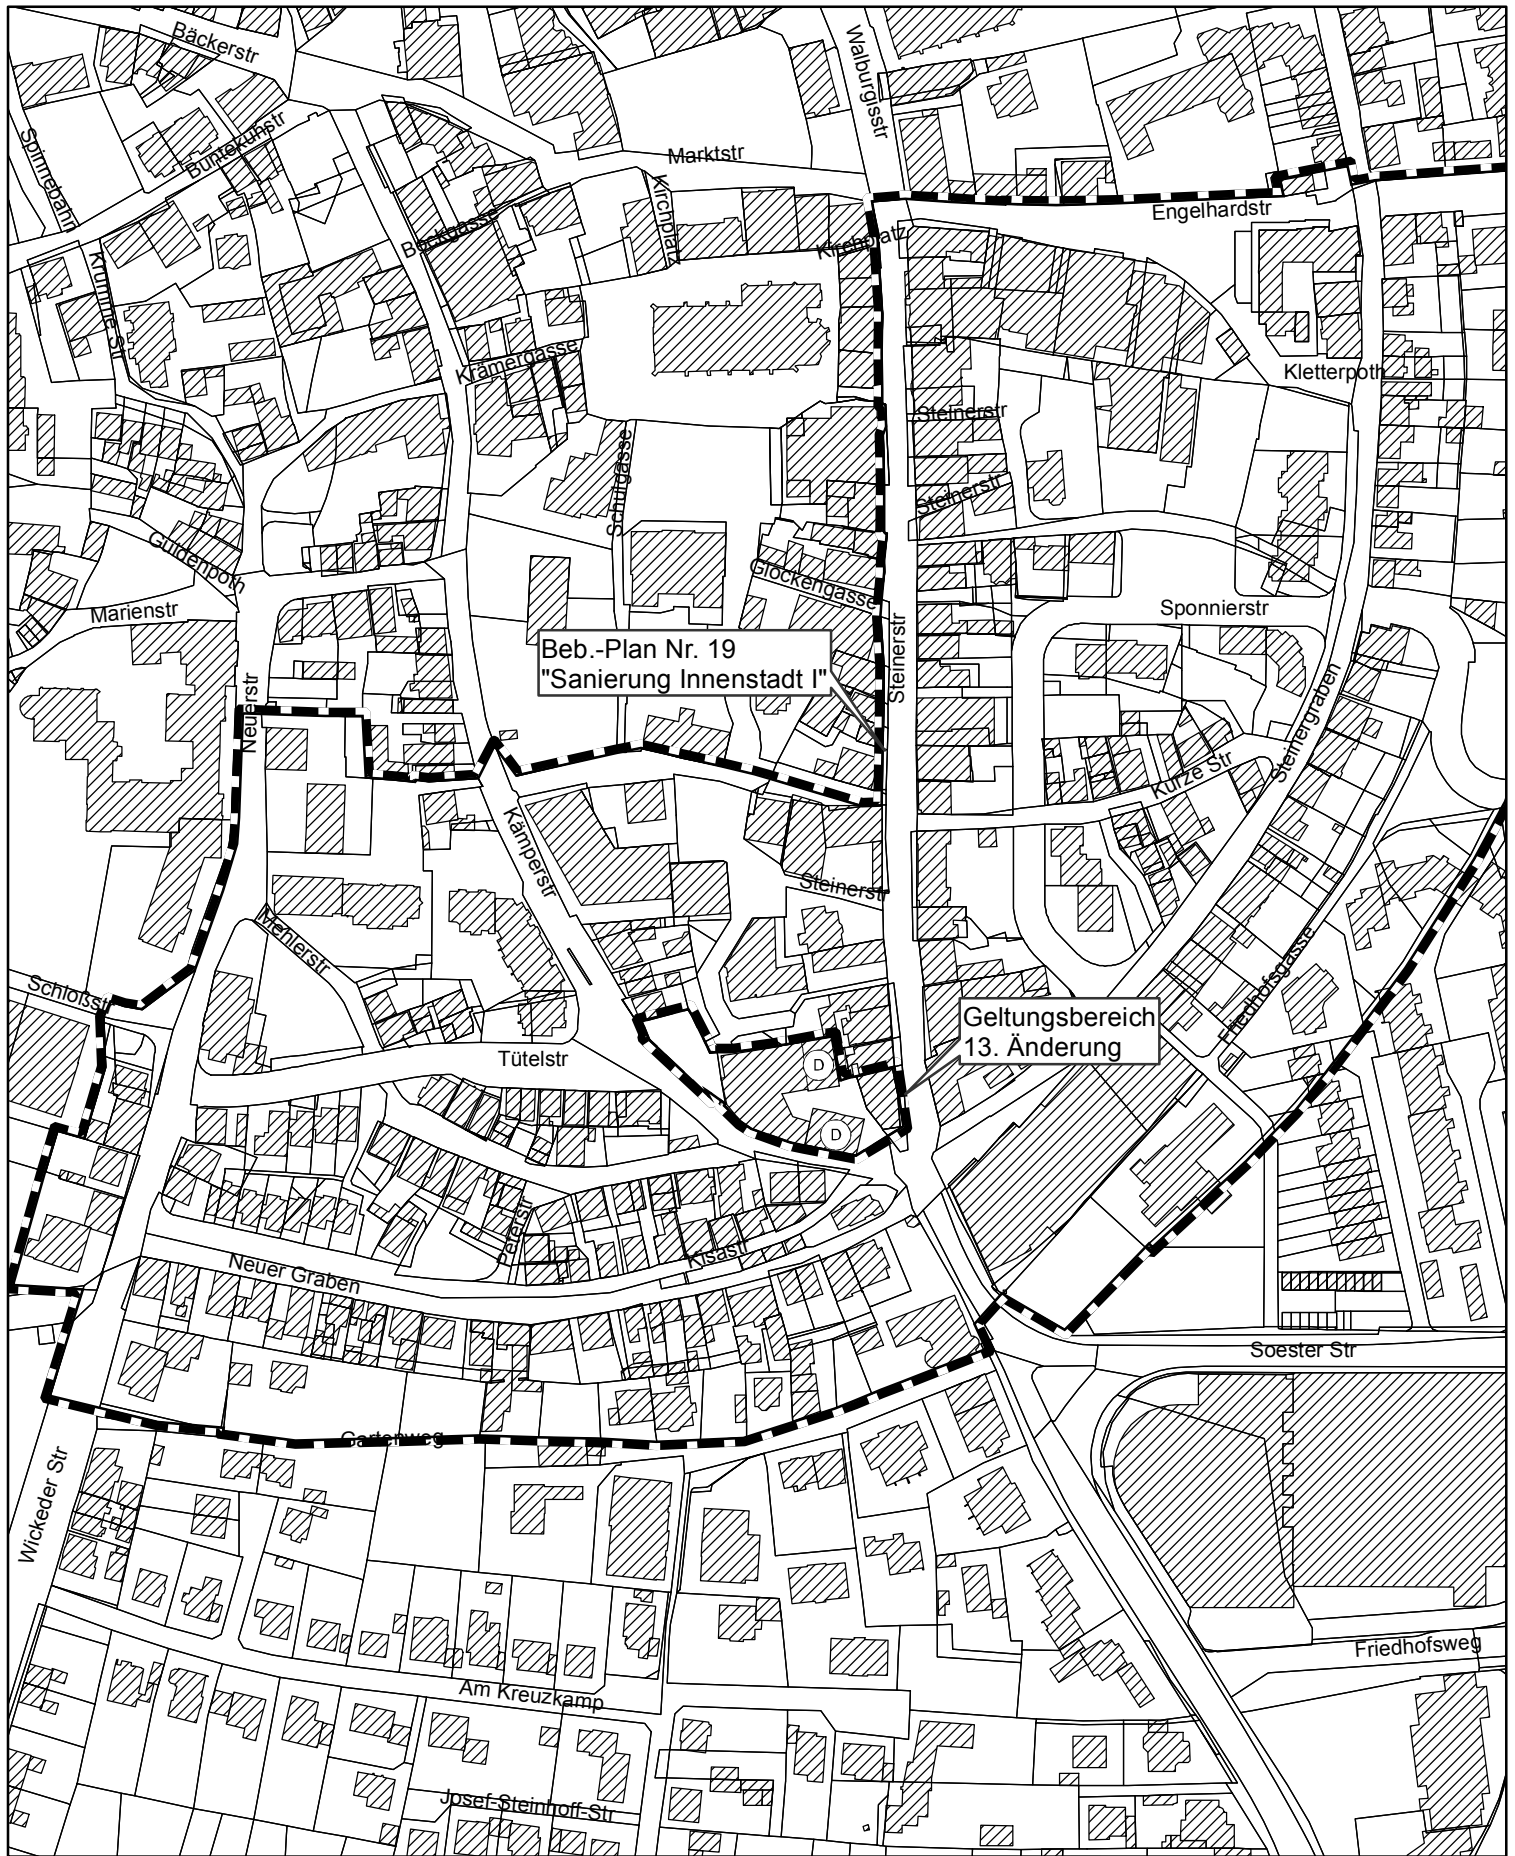 Bäckerstr
Walburgisstr
Spinnebahn
Buntekuhstr
Marktstr
Kirchplatz
Engelhardstr
Bockgasse
Kirchplatz
Krumme Str
Krämergasse
Kletterpoth
Steinerstr
Schulgasse
Steinerstr
Güldenpoth
Glockengasse
Marienstr
Sponnierstr
Beb.-Plan Nr. 19
"Sanierung Innenstadt I"
Steinerstr
Neuerstr
Steinergraben
Kurze Str
Kämperstr
Steinerstr
Mehlerstr
Friedhofsgasse
Schloßstr
Geltungsbereich
13. Änderung
Tütelstr
D
D
Peterstr
Kisastr
Neuer Graben
Soester Str
Gartenweg
Wickeder Str
Friedhofsweg
Am Kreuzkamp
Josef-Steinhoff-Str